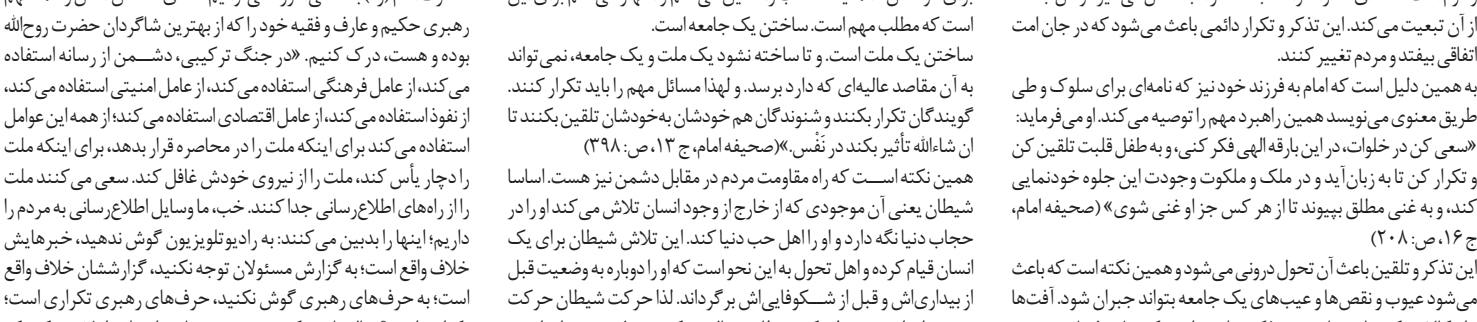 از آن تبعیت می‌کند. این تذکر و تکرار دائمی باعث می‌شود که در جان امت
اتفاقی بیفتد و مردم تغییر کنند.
به همین دلیل است که امام به فرزند خود نیز که نامه‌ای برای سلوک و طی
طریق معنوی می‌نویسد همین راهبرد مهم را توصیه می‌کند. او می‌فرماید:
«سعی کن در خلوات، در این بارقه الهی فکر کنی، و به طفل قلبت تلقین کن
و تکرار کن تا به زبان آید و در ملک و ملکوت وجودت این جلوه خودنمایی
کند، و به غنی مطلق بپیوند تا از هر کس جز او غنی شوی» (صحیفه امام،
ج ۱۶، ص: ۲۰۸)
این تذکر و تلقین باعث آن تحول درونی می‌شود و همین نکته است که باعث
می‌شود عیوب و نقص‌ها و عیب‌های یک جامعه بتواند جبران شود. آفت‌ها
است که مطلب مهم است. ساختن یک جامعه است.
ساختن یک ملت است. و تا ساخته نشود یک ملت و یک جامعه، نمی تواند
به آن مقاصد عالیه‌ای که دارد برسد. و لهذا مسائل مهم را باید تکرار کنند.
گویندگان تکرار بکنند و شنوندگان هم خودشان به‌خودشان تلقین بکنند تا
ان شاءالله تأثیر بکند در نَفْس.»(صحیفه امام، ج ۱۳، ص: ۳۹۸)
همین نکته است که راه مقاومت مردم در مقابل دشمن نیز هست. اساسا
شیطان یعنی آن موجودی که از خارج از وجود انسان تلاش می‌کند او را در
حجاب دنیا نگه دارد و او را اهل حب دنیا کند. این تلاش شیطان برای یک
انسان قیام کرده و اهل تحول به این نحو است که او را دوباره به وضعیت قبل
از بیداری‌اش و قبل از شکوفایی‌اش برگرداند. لذا حرکت شیطان حرکت
رهبری حکیم و عارف و فقیه خود را که از بهترین شاگردان حضرت روح‌الله
بوده و هست، درک کنیم. «در جنگ ترکیبی، دشمن از رسانه استفاده
می‌کند، از عامل فرهنگی استفاده می‌کند، از عامل امنیتی استفاده می‌کند،
از نفوذ استفاده می‌کند، از عامل اقتصادی استفاده می‌کند؛ از همه این عوامل
استفاده می‌کند برای اینکه ملت را در محاصره قرار بدهد، برای اینکه ملت
را دچار یأس کند، ملت را از نیروی خودش غافل کند. سعی می‌کنند ملت
را از راه‌های اطلاع‌رسانی جدا کنند. خب، ما وسایل اطلاع‌رسانی به مردم را
داریم؛ اینها را بدبین می‌کنند: به رادیوتلویزیون گوش ندهید، خبرهایش
خلاف واقع است؛ به گزارش مسئولان توجه نکنید، گزارششان خلاف واقع
است؛ به حرف‌های رهبری گوش نکنید، حرف‌های رهبری تکراری است؛